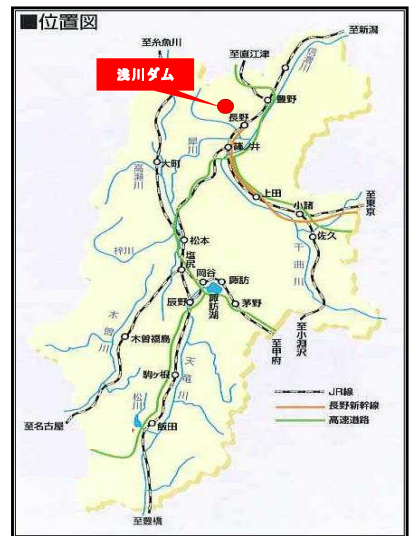 ■位置図
至糸魚川
至新潟
至直江津
信濃川
浅川ダム
豊野
長野
犀川
篠ノ井
大町
高瀬川
上田
小諸
至東京
佐久
梓川
松本
千曲川
塩尻
岡谷
諏訪
諏訪湖
辰野
茅野
至小淵沢
至甲府
木曽川
木曽福島
天竜川
駒ヶ根
松川
飯田
至名古屋
至豊橋
JR線
長野新幹線
高速道路